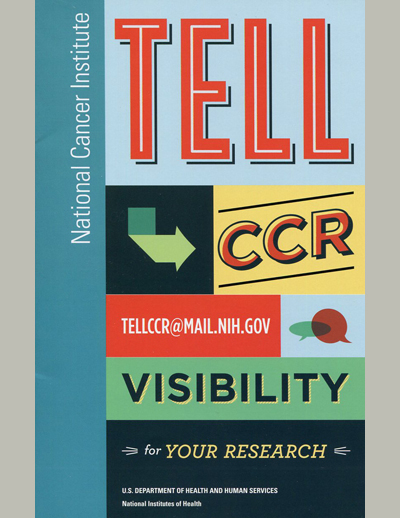 National Cancer Institute
TELL
CCR
TELLCCR@MAIL.NIH.GOV
VISIBILITY
for YOUR RESEARCH
U.S. DEPARTMENT OF HEALTH AND HUMAN SERVICES
National Institutes of Health